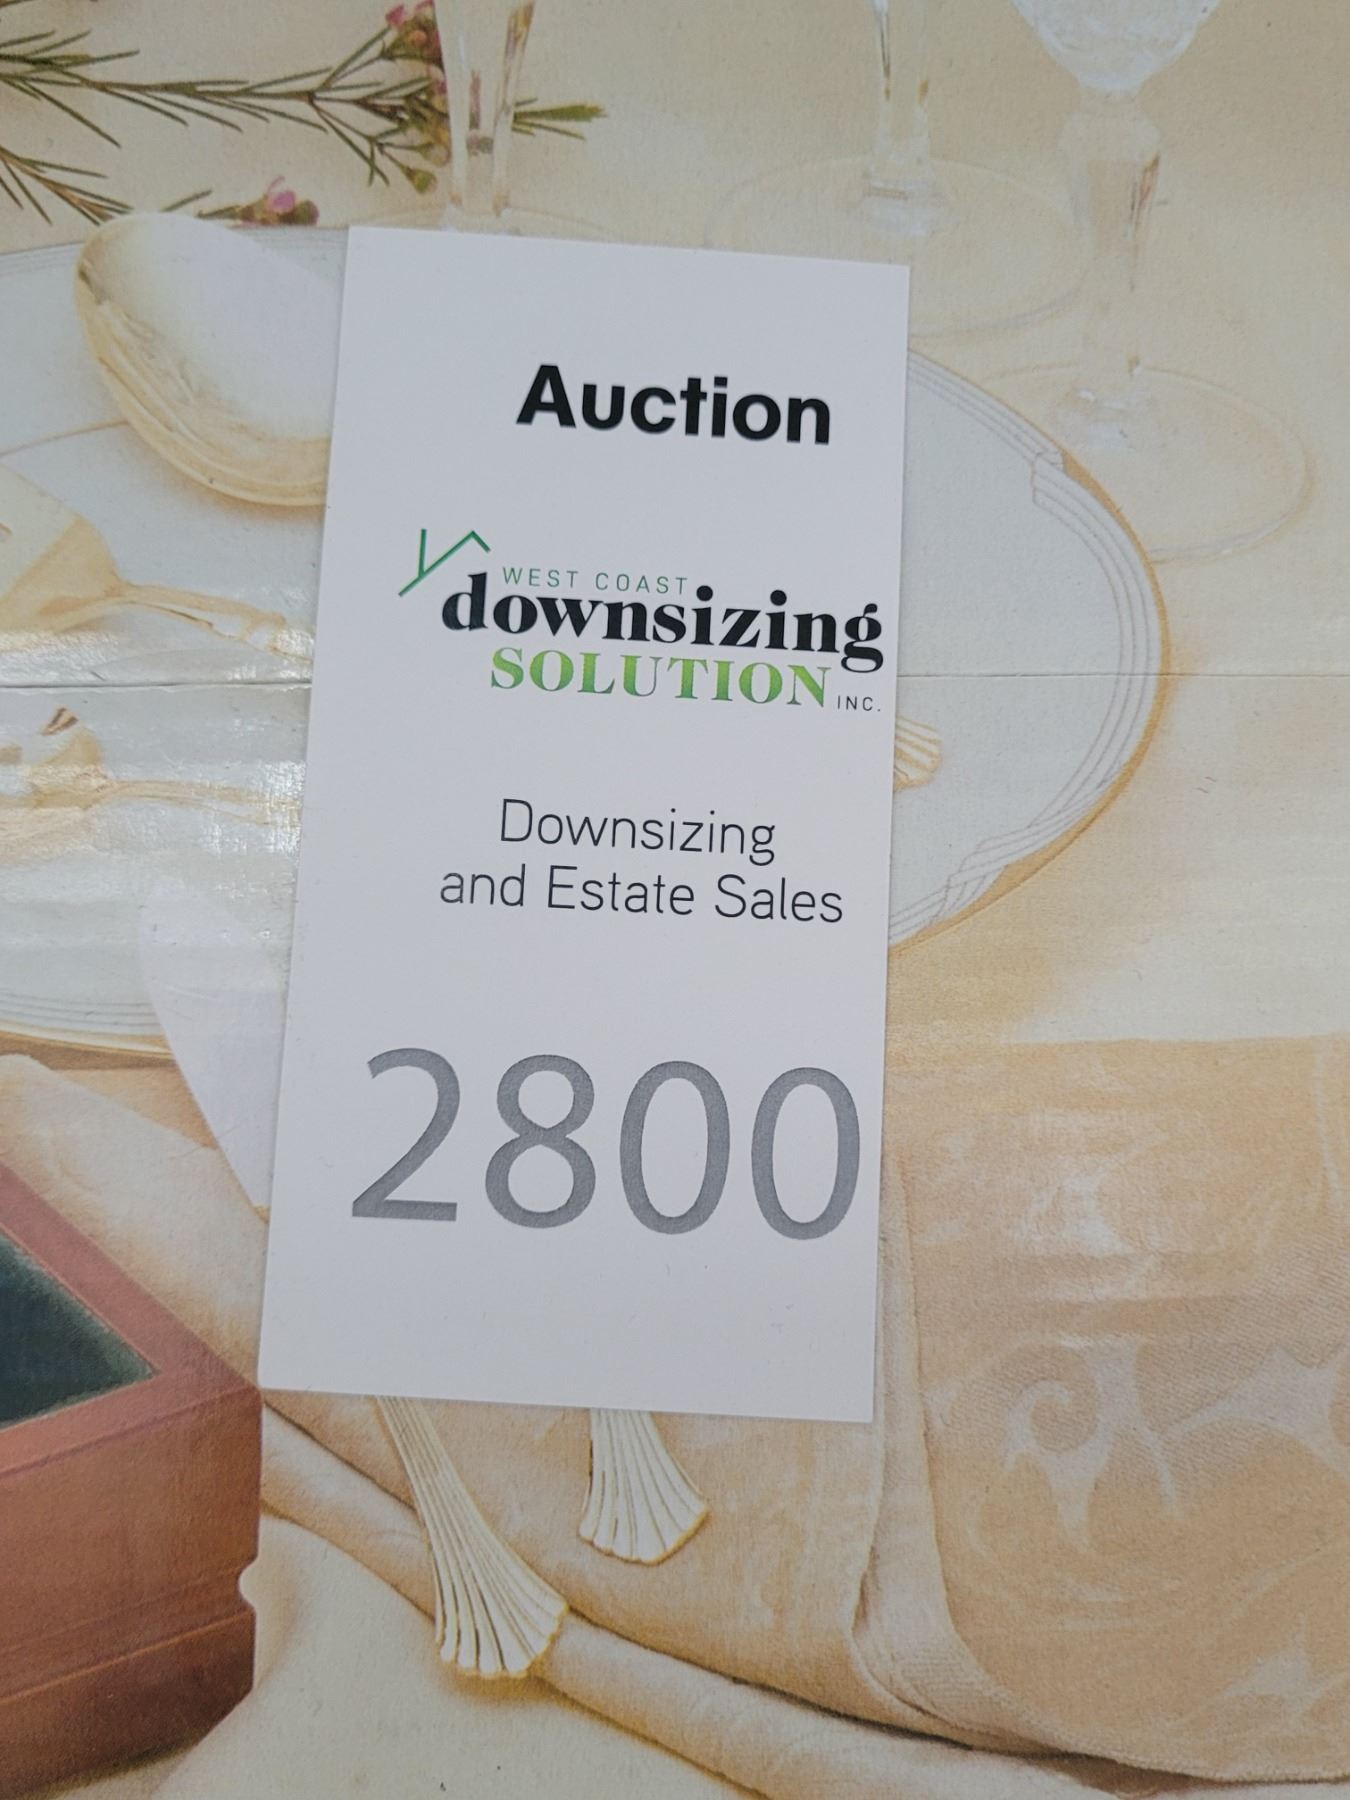 Auction
WEST COAST
downsizing
SOLUTION INC.
Downsizing
and Estate Sales
2800